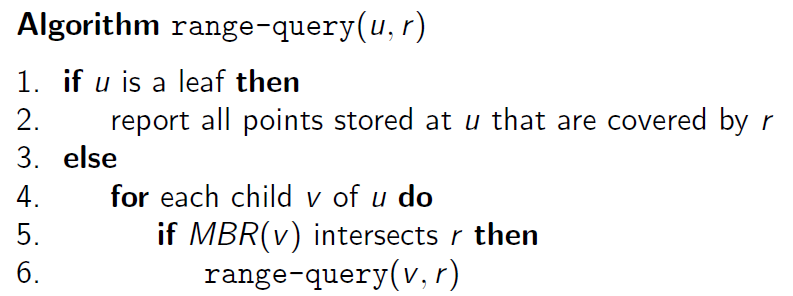 Algorithm range-query(u, r)
1. if u is a leaf then
2. report all points stored at u that are covered by r
3. else
4. for each child v of u do
5. if MBR(v) intersects r then
6. range-query(v, r)